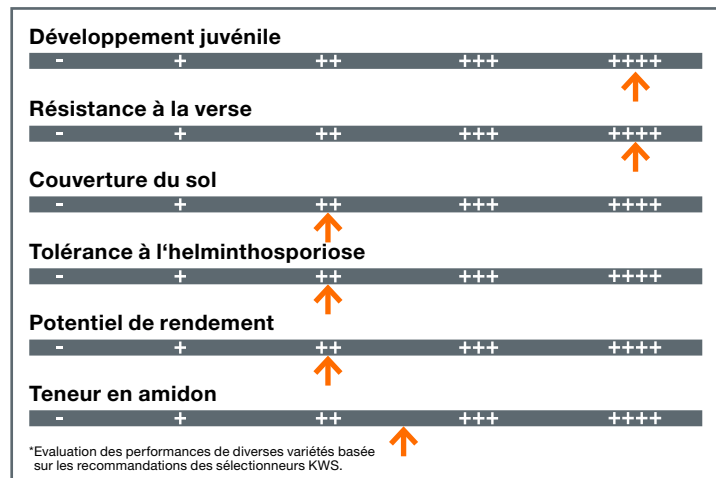 Développement juvénile
- + ++ +++ ++++
Résistance à la verse
- + ++ +++ ++++
Couverture du sol
- + ++ +++ ++++
Tolérance à l‘helminthosporiose
- + ++ +++ ++++
Potentiel de rendement
- + ++ +++ ++++
Teneur en amidon
- + ++ +++ ++++
*Evaluation des performances de diverses variétés basée
sur les recommandations des sélectionneurs KWS.